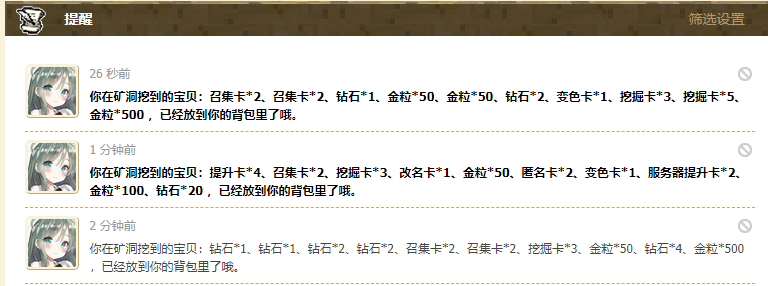 提醒
筛选设置
26 秒前
你在矿洞挖到的宝贝：召集卡*2、召集卡*2、钻石*1、金粒*50、金粒*50、钻石*2、变色卡*1、挖掘卡*3、挖掘卡*5、
金粒*500 ，已经放到你的背包里了哦。
1 分钟前
你在矿洞挖到的宝贝：提升卡*4、召集卡*2、挖掘卡*3、改名卡*1、金粒*50、匿名卡*2、变色卡*1、服务器提升卡*2、
金粒*100、钻石*20 ，已经放到你的背包里了哦。
2 分钟前
你在矿洞挖到的宝贝：钻石*1、钻石*1、钻石*2、钻石*2、召集卡*2、召集卡*2、挖掘卡*3、金粒*50、钻石*4、金粒*500
，已经放到你的背包里了哦。